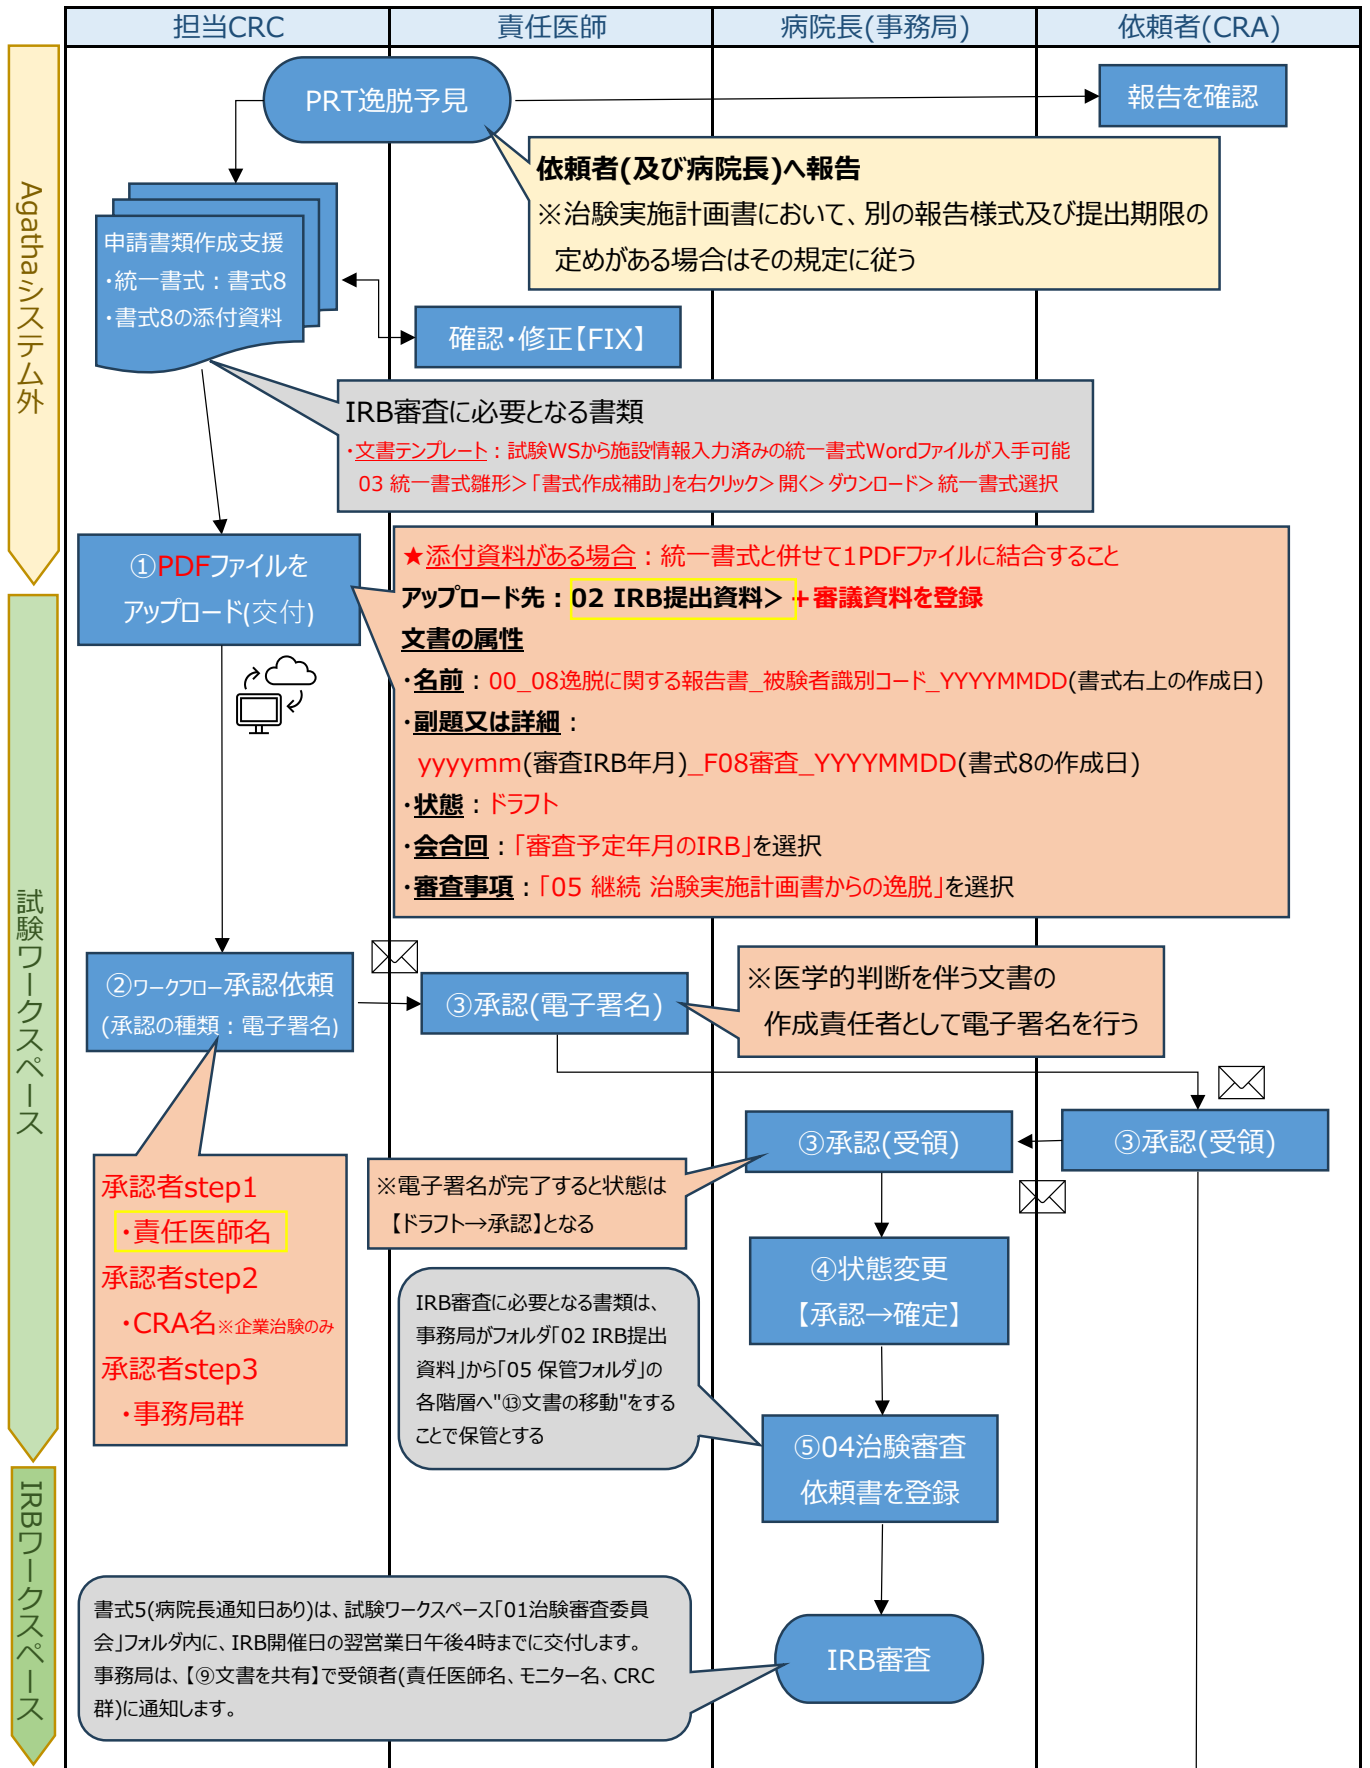 担当CRC
責任医師
病院長(事務局)
依頼者(CRA)
Agathaシステム外
試験ワークスペース
IRBワークスペース
PRT逸脱予見
報告を確認
依頼者(及び病院長)へ報告
※治験実施計画書において、別の報告様式及び提出期限の
定めがある場合はその規定に従う
申請書類作成支援
・統一書式：書式8
・書式8の添付資料
確認・修正【FIX】
IRB審査に必要となる書類
・文書テンプレート：試験WSから施設情報入力済みの統一書式Wordファイルが入手可能
03 統一書式雛形＞「書式作成補助」を右クリック＞開く＞ダウンロード＞統一書式選択
①PDFファイルを
アップロード(交付)
★添付資料がある場合：統一書式と併せて1PDFファイルに結合すること
アップロード先：02 IRB提出資料＞＋審議資料を登録
文書の属性
・名前：00_08逸脱に関する報告書_被験者識別コード_YYYYMMDD(書式右上の作成日)
・副題又は詳細：
yyyymm(審査IRB年月)_F08審査_YYYYMMDD(書式8の作成日)
・状態：ドラフト
・会合回：「審査予定年月のIRB」を選択
・審査事項：「05 継続 治験実施計画書からの逸脱」を選択
②ワークフロー承認依頼
(承認の種類：電子署名)
③承認(電子署名)
※医学的判断を伴う文書の
作成責任者として電子署名を行う
③承認(受領)
③承認(受領)
承認者step1
・責任医師名
承認者step2
・CRA名※企業治験のみ
承認者step3
・事務局群
※電子署名が完了すると状態は
【ドラフト→承認】となる
④状態変更
【承認→確定】
IRB審査に必要となる書類は、
事務局がフォルダ「02 IRB提出
資料」から「05 保管フォルダ」の
各階層へ"⑬文書の移動"をする
ことで保管とする
⑤04治験審査
依頼書を登録
書式5(病院長通知日あり)は、試験ワークスペース「01治験審査委員
会」フォルダ内に、IRB開催日の翌営業日午後4時までに交付します。
事務局は、【⑨文書を共有】で受領者(責任医師名、モニター名、CRC
群)に通知します。
IRB審査